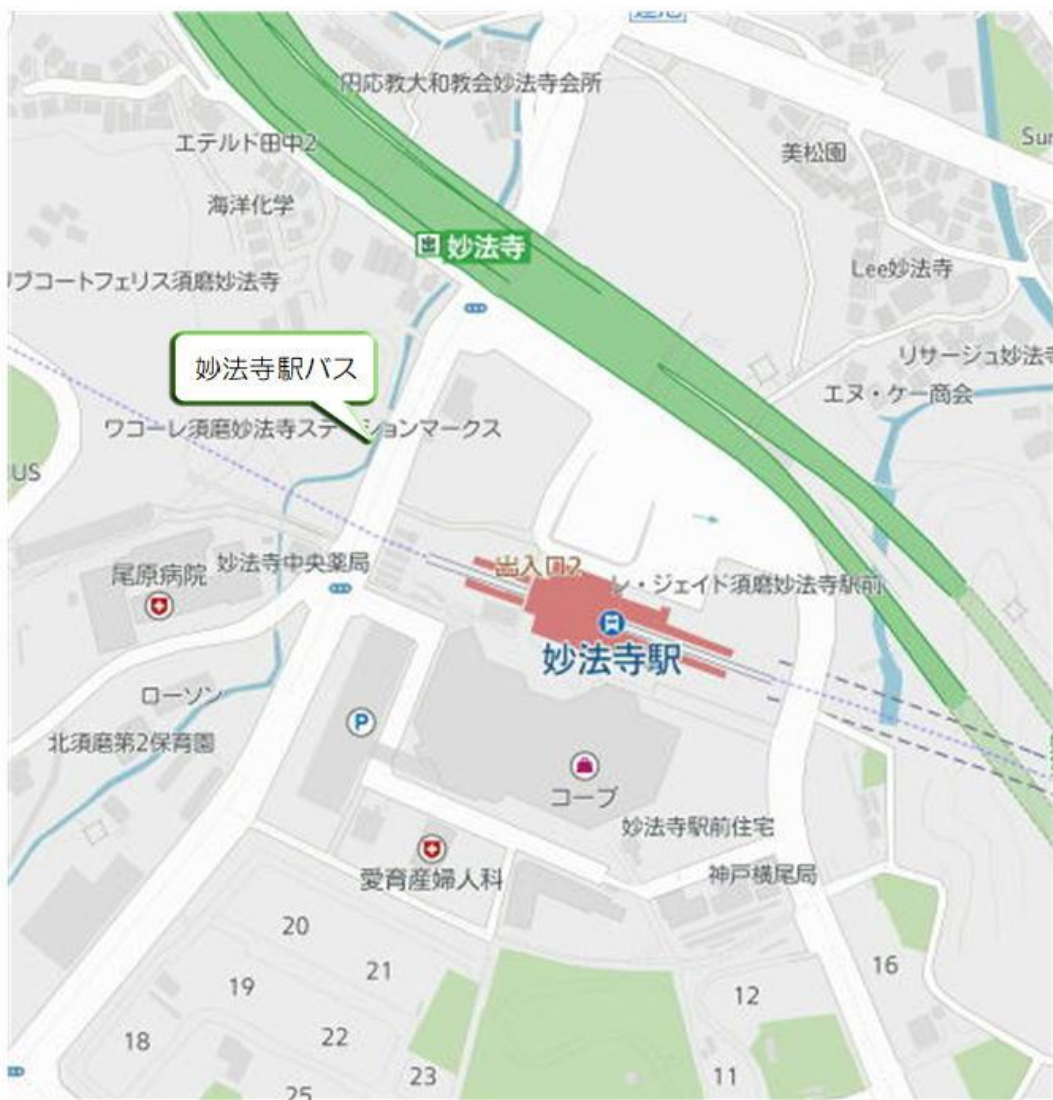 円応教大和教会妙法寺会所
エテルド田中2
美松園
海洋化学
出 妙法寺
Lee妙法寺
リブコートフェリス須磨妙法寺
リサージュ妙法寺
妙法寺駅バス
エヌ・ケー商会
ワコーレ須磨妙法寺ステーションマークス
妙法寺中央薬局
出入口2
尾原病院
レ・ジェイド須磨妙法寺駅前
妙法寺駅
ローソン
P
北須磨第2保育園
コープ
妙法寺駅前住宅
愛育産婦人科
神戸横尾局
20
21
16
19
12
22
18
23
11
25